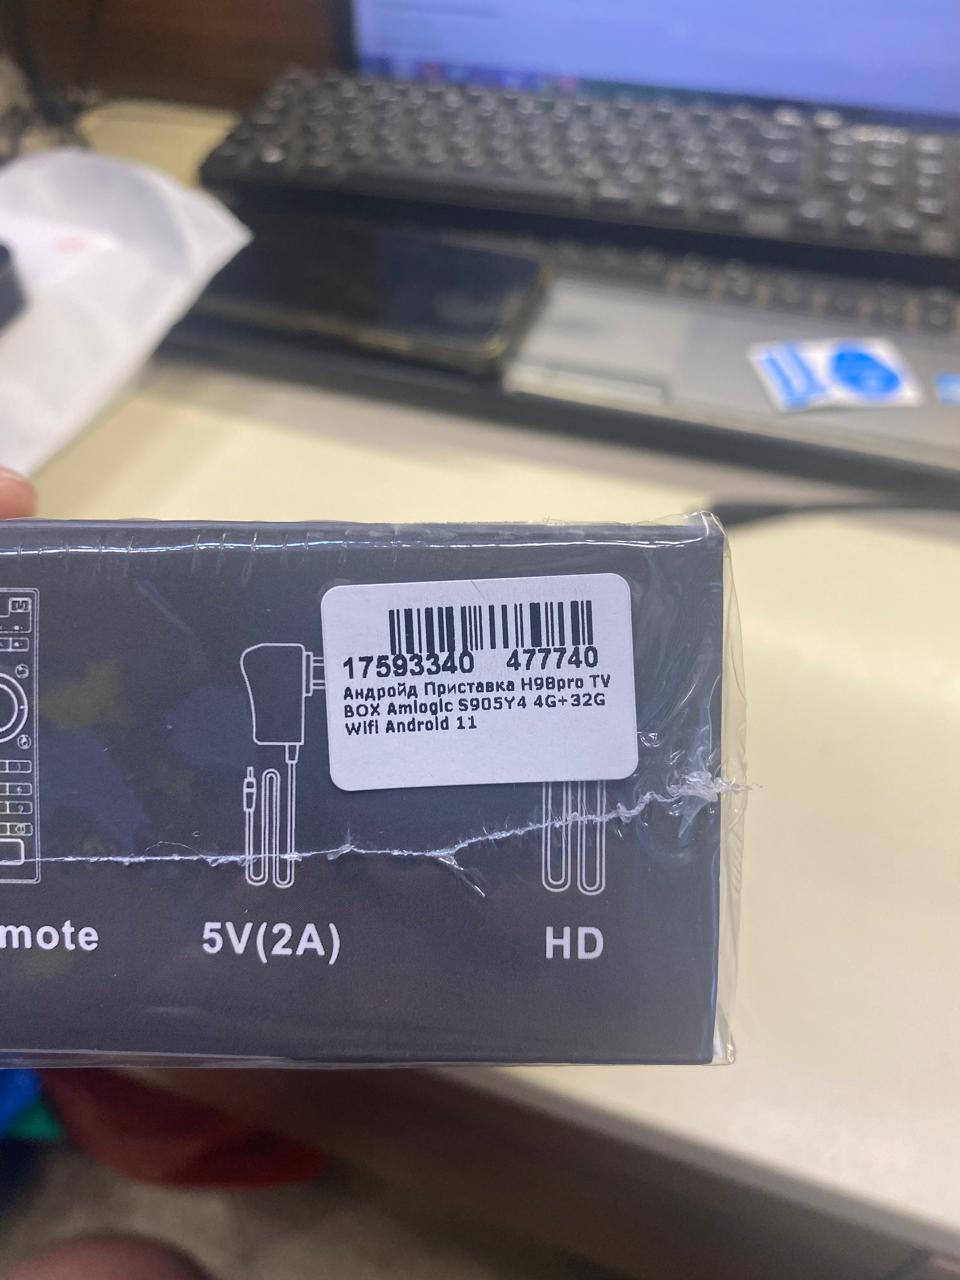 17593340 477740
Андройд Приставка H98pro TV
BOX Amlogic S905Y4 4G+32G
Wifi Android 11
mote
5V(2A)
HD